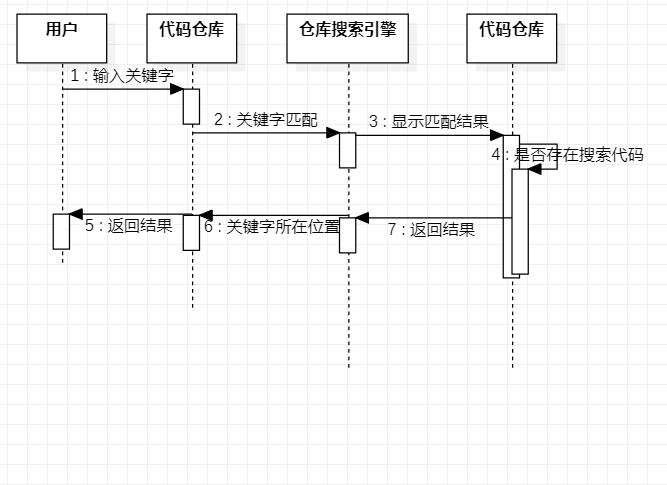 用户
代码仓库
仓库搜索引擎
代码仓库
1 : 输入关键字
2 : 关键字匹配
3 : 显示匹配结果
4 : 是否存在搜索代码
5 : 返回结果
6 : 关键字所在位置
7 : 返回结果